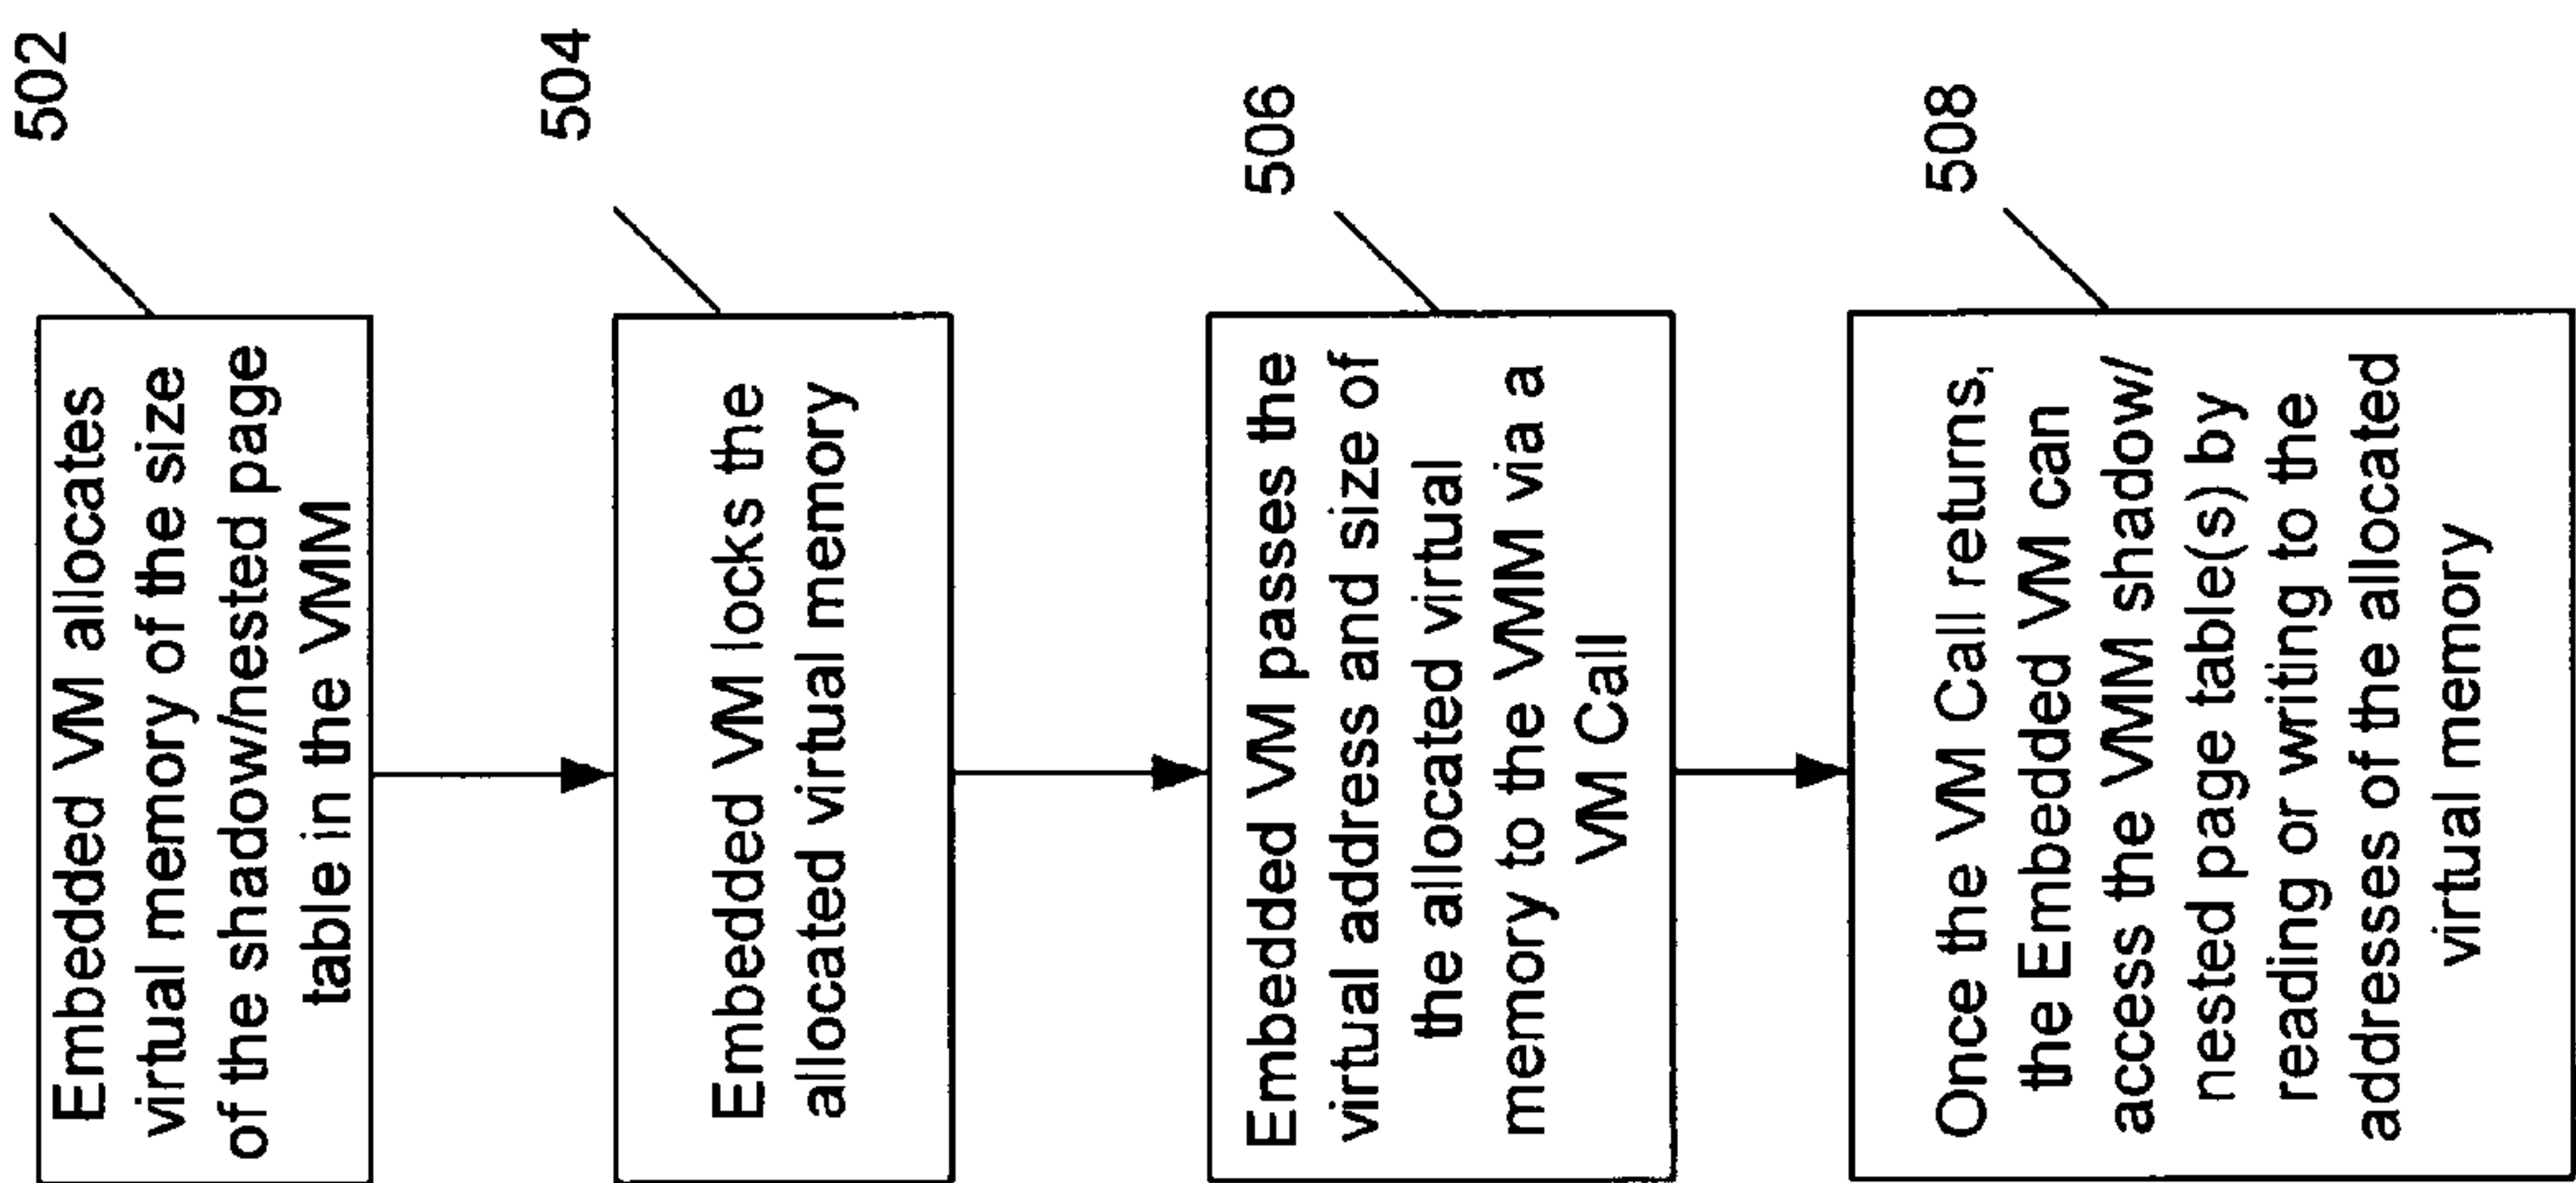 502
Embedded VM allocates
virtual memory of the size
of the shadow/nested page
table in the VMM
504
Embedded VM locks the
allocated virtual memory
506
Embedded VM passes the
virtual address and size of
the allocated virtual
memory to the VMM via a
VM Call
508
Once the VM Call returns,
the Embedded VM can
access the VMM shadow/
nested page table(s) by
reading or writing to the
addresses of the allocated
virtual memory